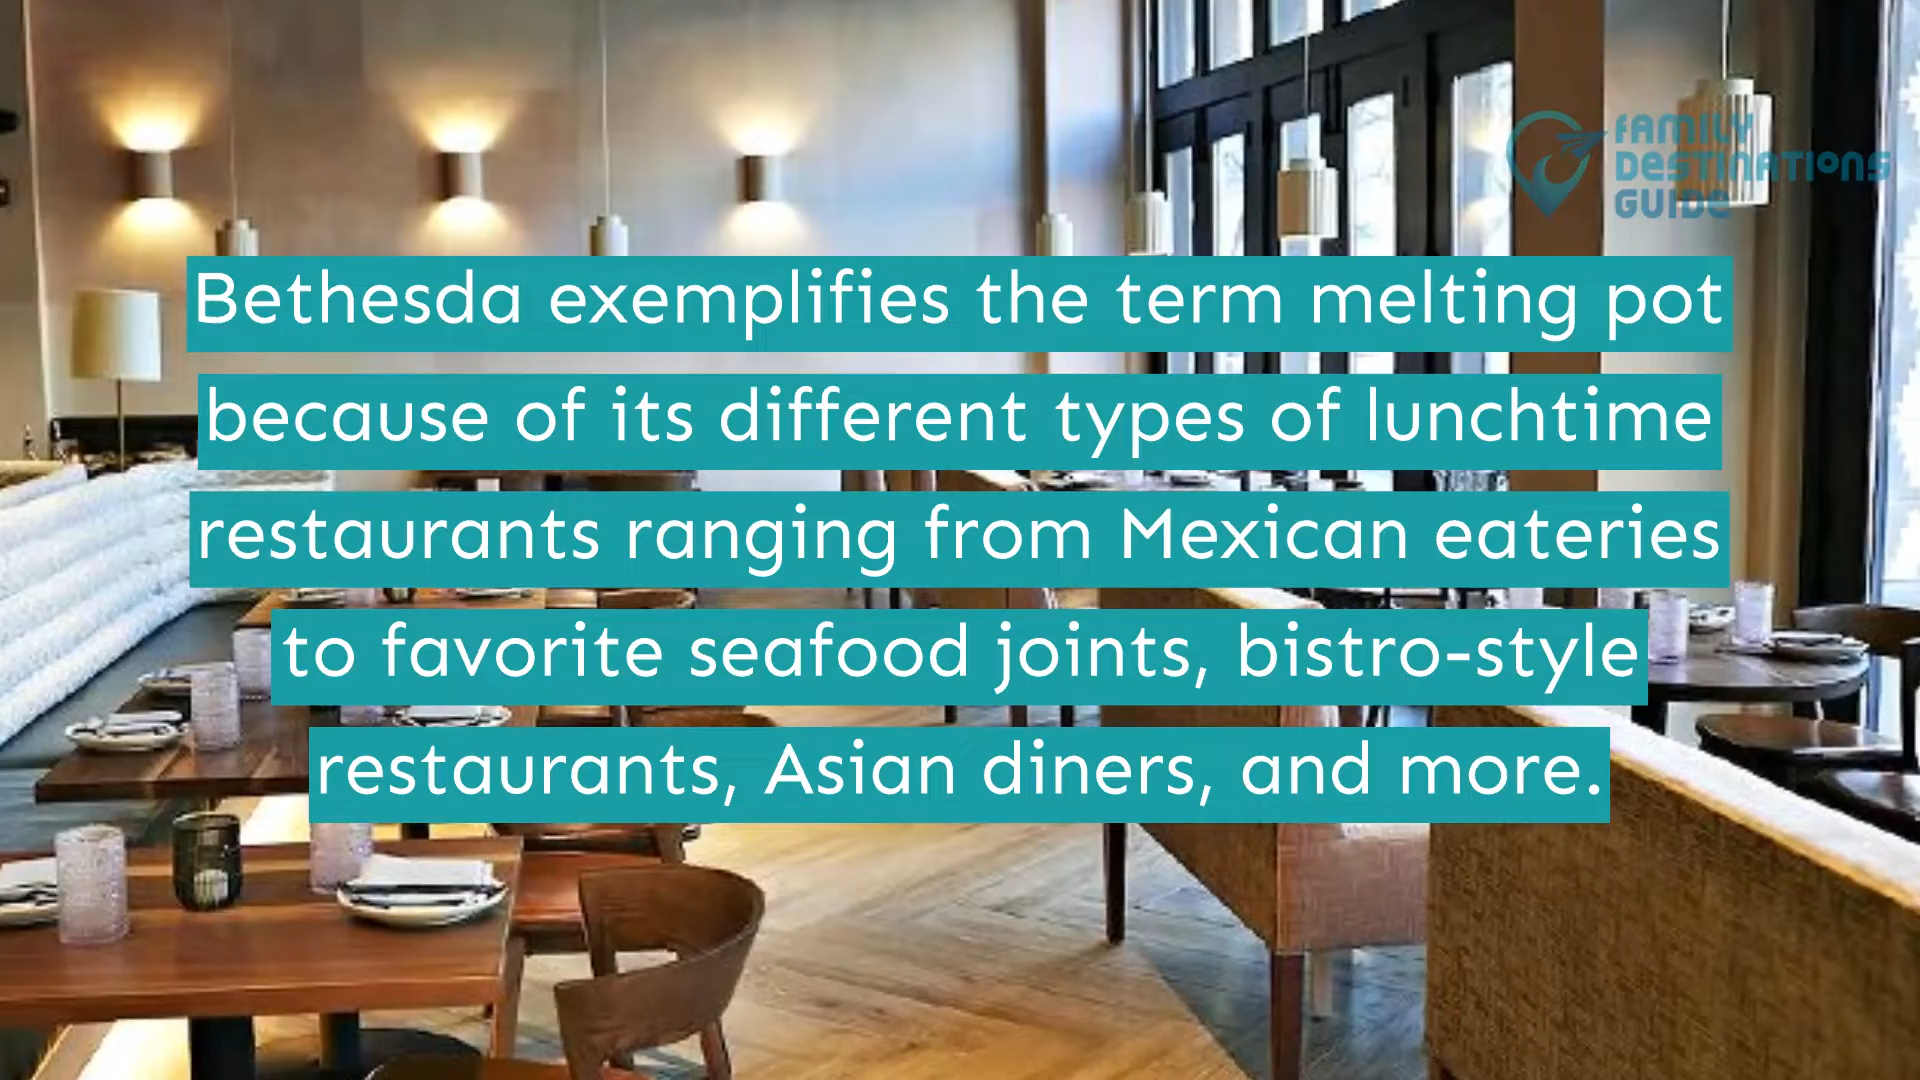 FAMILY
DESTINATIONS
GUIDE
Bethesda exemplifies the term melting pot
because of its different types of lunchtime
restaurants ranging from Mexican eateries
to favorite seafood joints, bistro-style
restaurants, Asian diners, and more.